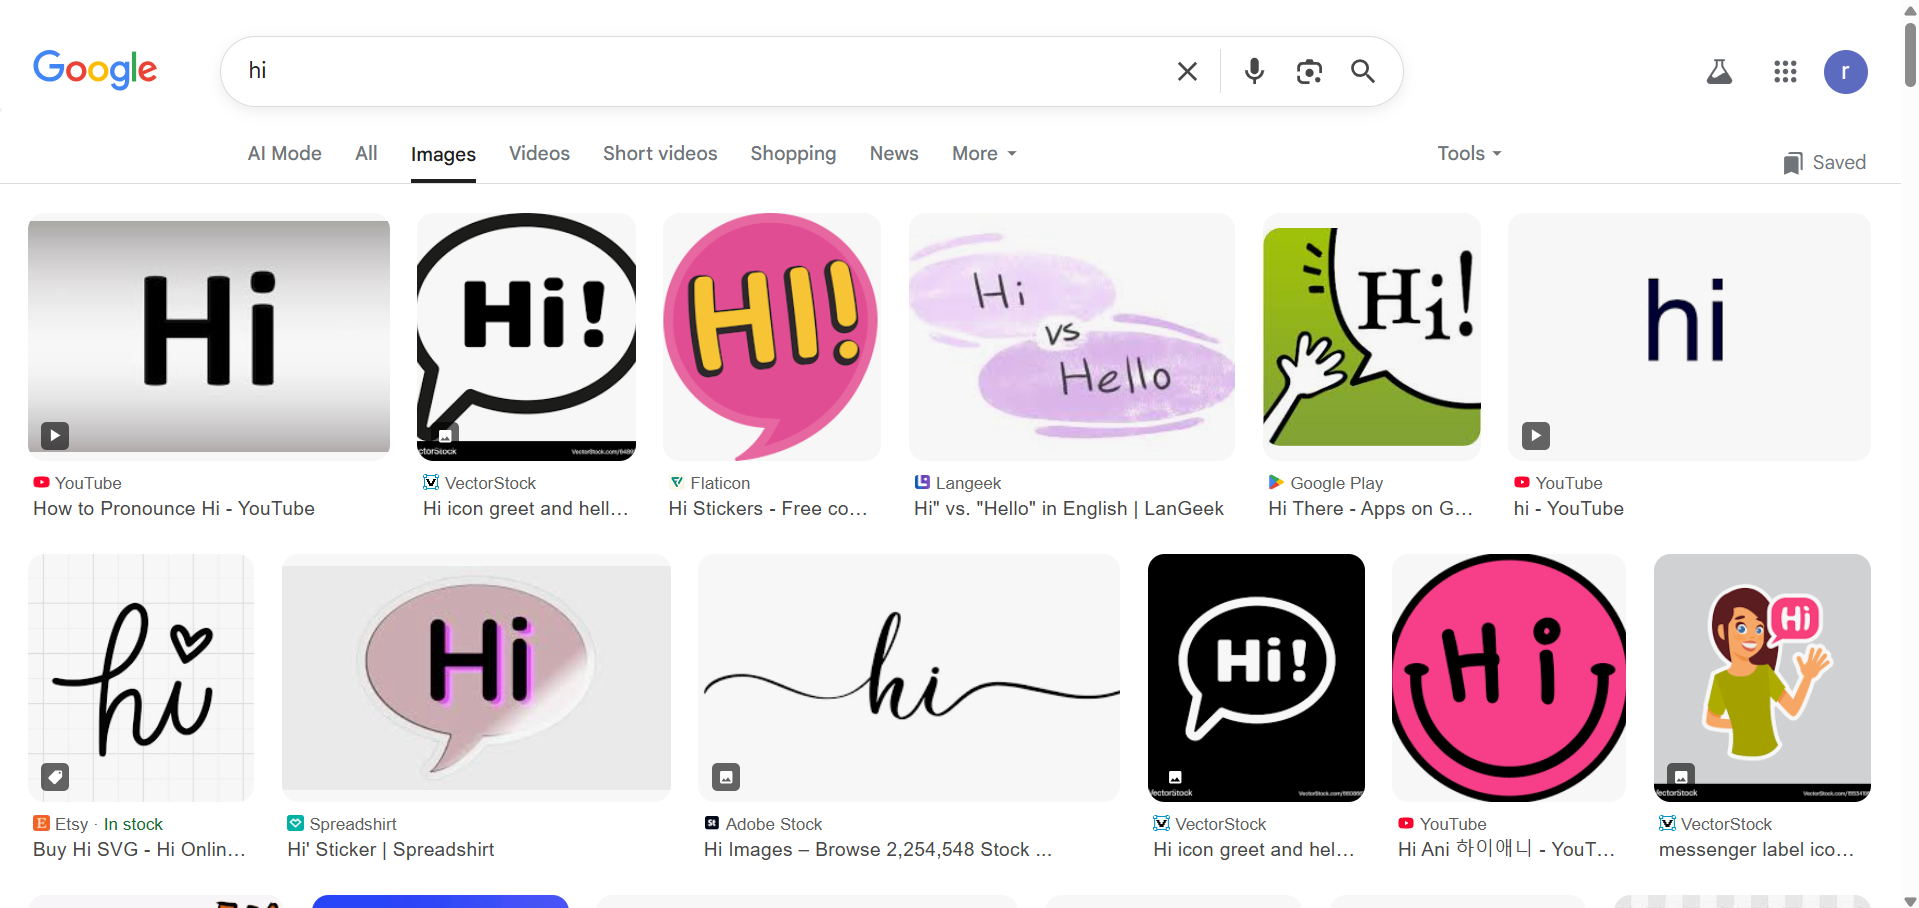 Google
hi
r
AI Mode
All
Images
Videos
Short videos
Shopping
News
More
Tools
Saved
Hi
Hi!
VectorStock
HI!
Hi
vs
Hello
Hi!
hi
YouTube
How to Pronounce Hi - YouTube
VectorStock
Hi icon greet and hell...
Flaticon
Hi Stickers - Free co...
Langeek
Hi" vs. "Hello" in English | LanGeek
Google Play
Hi There - Apps on G...
YouTube
hi - YouTube
hi
Hi
hi
Hi!
VectorStock
Hi
Hi
VectorStock
Etsy · In stock
Buy Hi SVG - Hi Onlin...
Spreadshirt
Hi' Sticker | Spreadshirt
St Adobe Stock
Hi Images – Browse 2,254,548 Stock ...
VectorStock
Hi icon greet and hel...
YouTube
Hi Ani 하이애니 - YouT...
VectorStock
messenger label ico...